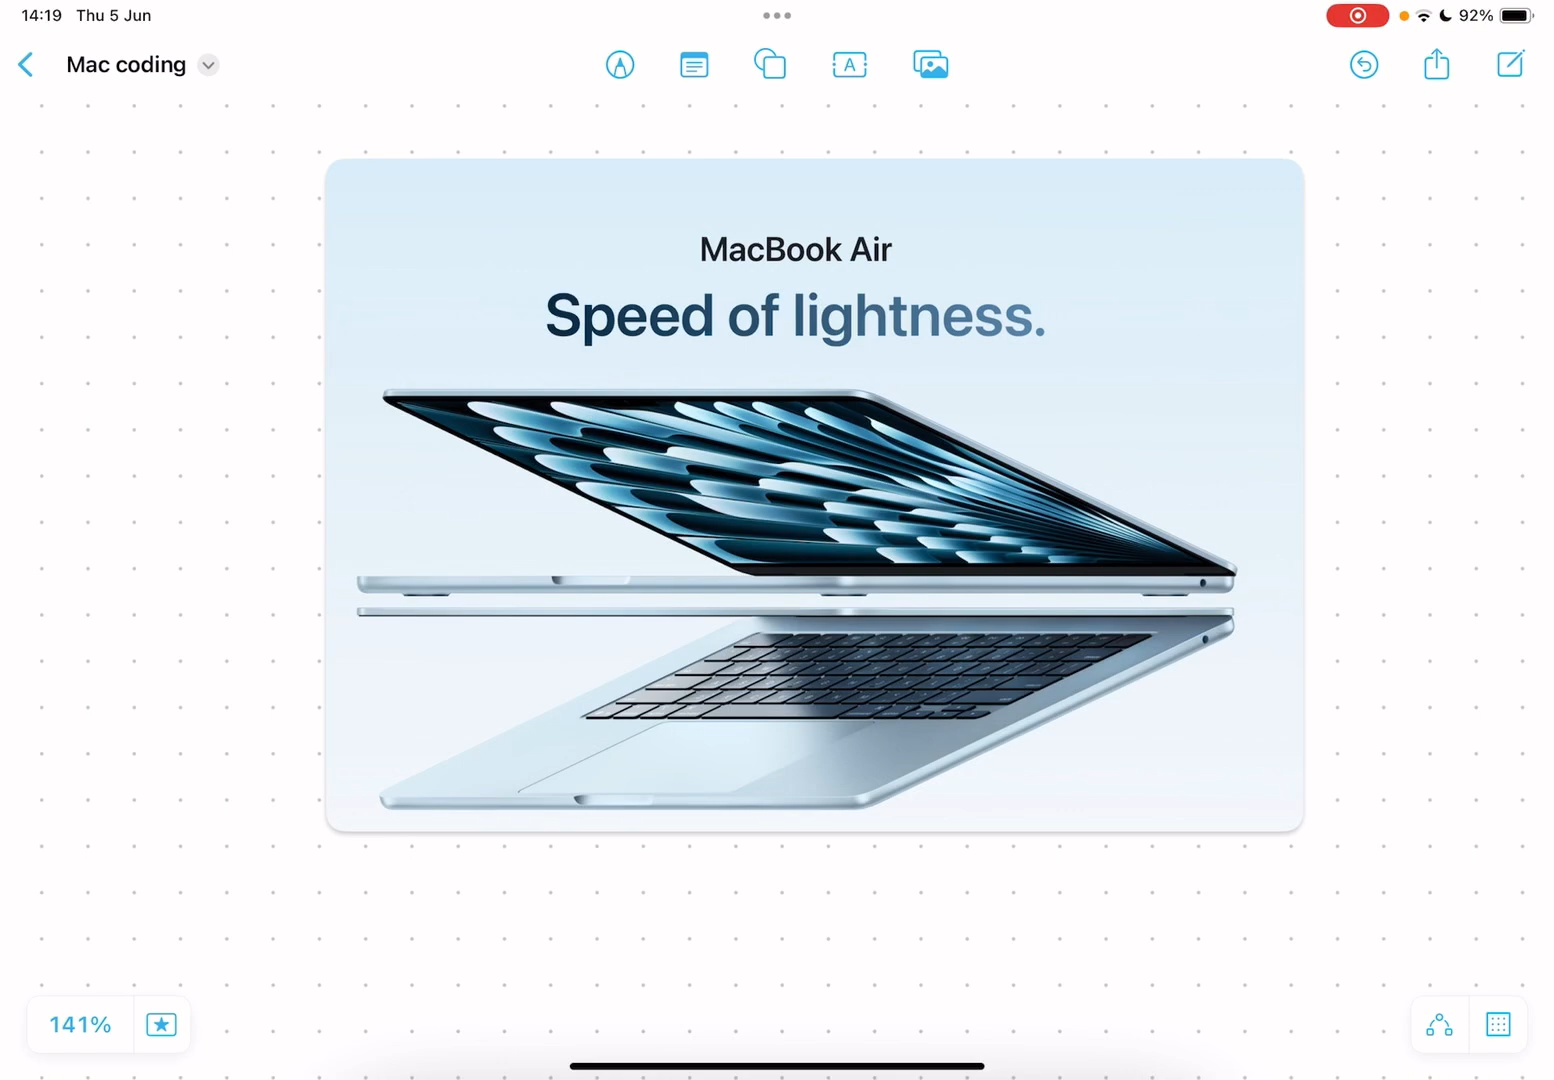 14:19 Thu 5 Jun
92%
Mac coding
A
MacBook Air
Speed of lightness.
141%